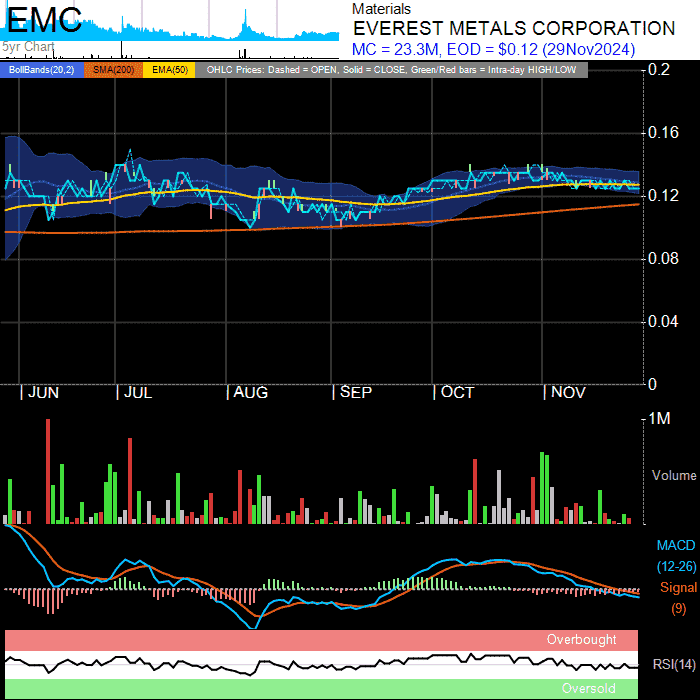 EMC
5yr Chart
Materials
EVEREST METALS CORPORATION
MC = 23.3M, EOD = $0.12 (29Nov2024)
BollBands(20,2) SMA(200) EMA(50) OHLC Prices: Dashed = OPEN, Solid = CLOSE, Green/Red bars = Intra-day HIGH/LOW
0.2
0.16
0.12
0.08
0.04
0
JUN JUL AUG SEP OCT NOV
1M
Volume
MACD
(12-26)
Signal
(9)
Overbought
RSI(14)
Oversold